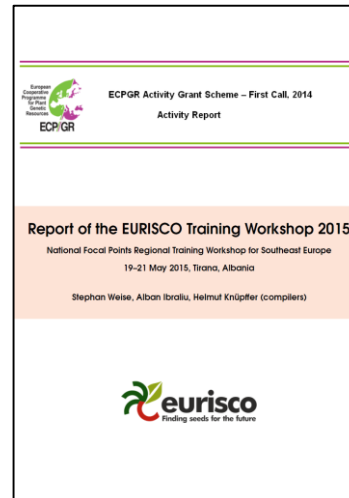 European
Cooperative
Programme
for Plant
Genetic
Resources
ECP/GR
ECPGR Activity Grant Scheme – First Call, 2014
Activity Report
Report of the EURISCO Training Workshop 2015
National Focal Points Regional Training Workshop for Southeast Europe
19–21 May 2015, Tirana, Albania
Stephan Weise, Alban Ibraliu, Helmut Knüpffer (compilers)
eurisco
Finding seeds for the future